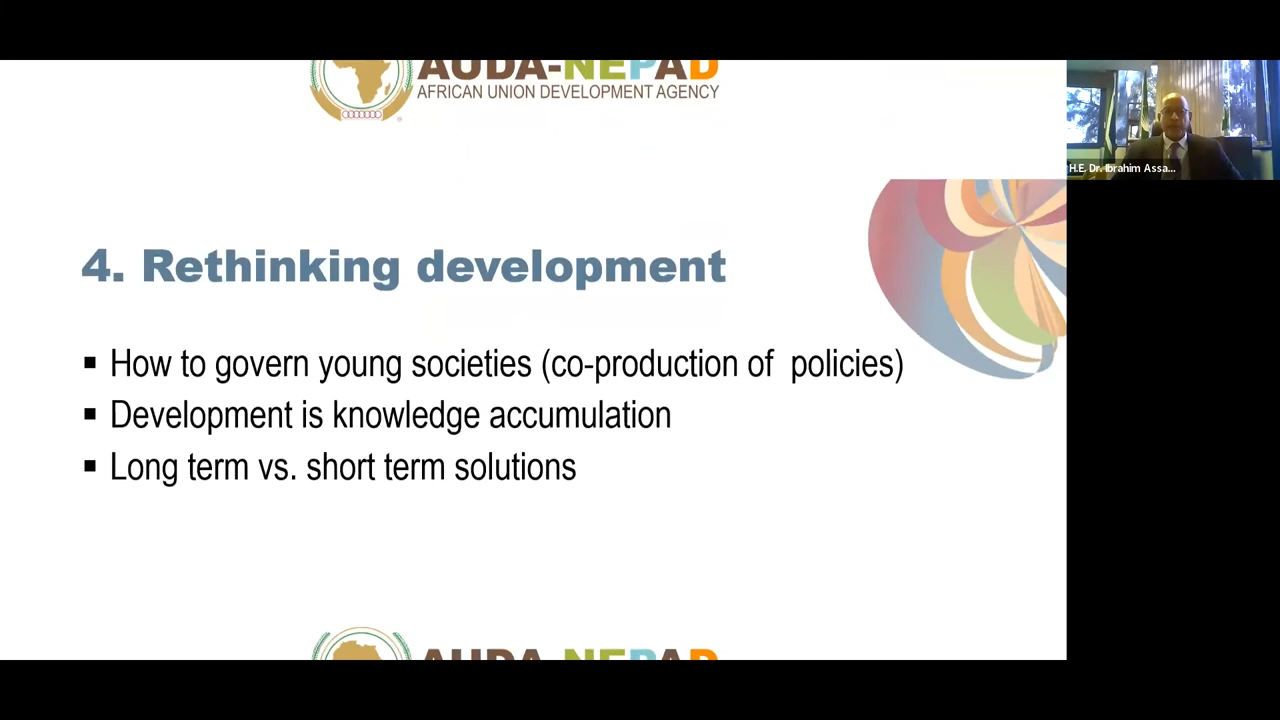 AUDA-NEPAD
AFRICAN UNION DEVELOPMENT AGENCY
H.E. Dr. Ibrahim Assa...
4. Rethinking development
▪ How to govern young societies (co-production of policies)
▪ Development is knowledge accumulation
▪ Long term vs. short term solutions
AUDA-NEPAD